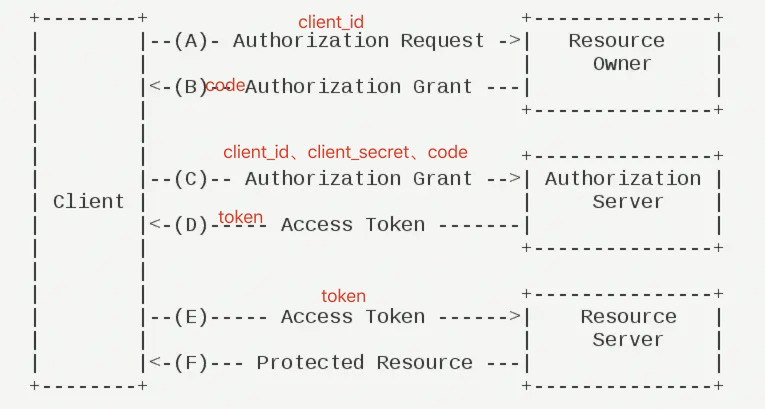 client_id
--(A)- Authorization Request -> Resource
Owner
code
<-(B)-- Authorization Grant ---
client_id、client_secret、code
--(C)-- Authorization Grant --> Authorization
Client Server
token
<-(D)----- Access Token -------
token
--(E)----- Access Token ------> Resource
Server
<-(F)--- Protected Resource ---